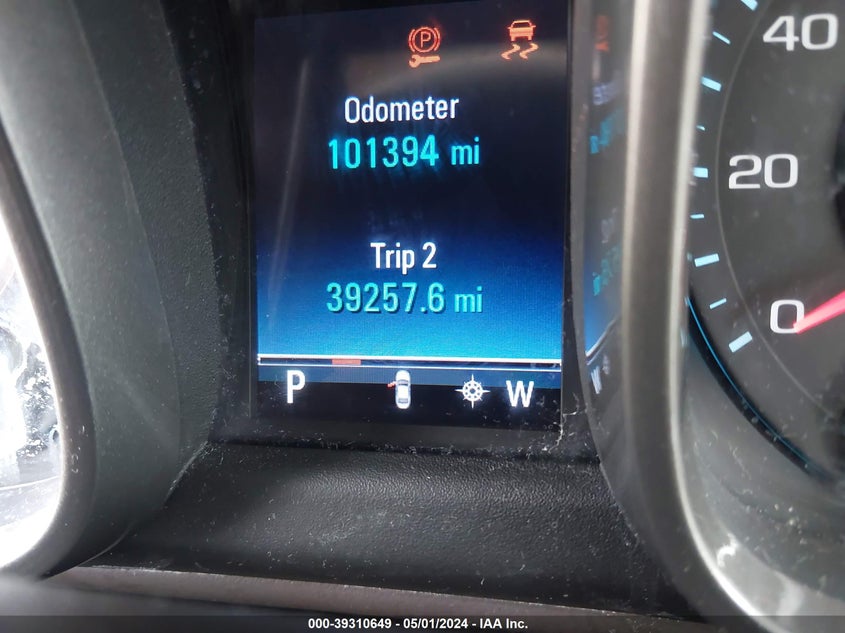 P
Odometer
101394 mi
Trip 2
39257.6 mi
P
W
40
20
0
000-39310649 - 05/01/2024 - IAA Inc.